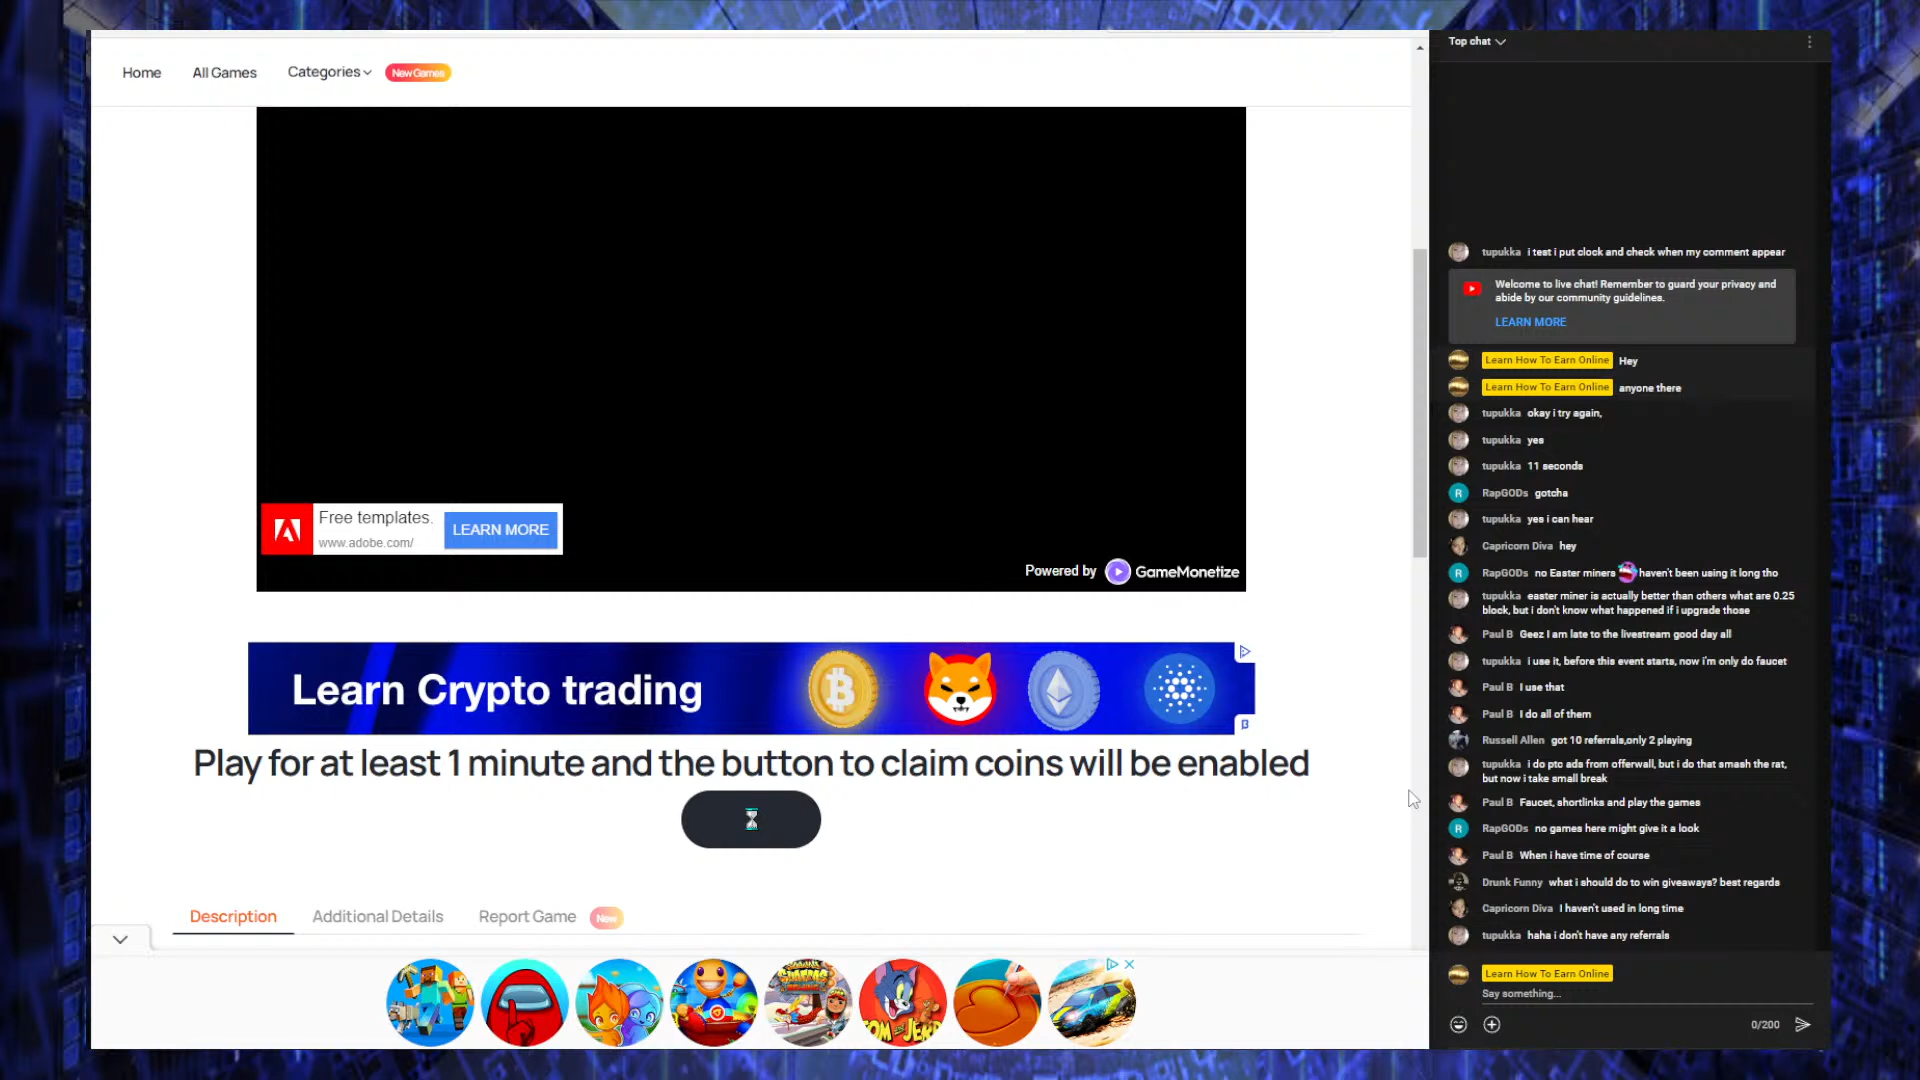 Home All Games Categories New Games
Free templates.
www.adobe.com/
LEARN MORE
Powered by GameMonetize
Learn Crypto trading
Play for at least 1 minute and the button to claim coins will be enabled
Description Additional Details Report Game New
TOM and JERRY
Top chat
tupukka i test i put clock and check when my comment appear
Welcome to live chat! Remember to guard your privacy and
abide by our community guidelines.
LEARN MORE
Learn How To Earn Online Hey
Learn How To Earn Online anyone there
tupukka okay i try again,
tupukka yes
tupukka 11 seconds
R RapGODs gotcha
tupukka yes i can hear
Capricorn Diva hey
R RapGODs no Easter miners haven't been using it long tho
tupukka easter miner is actually better than others what are 0.25
block, but i don't know what happened if i upgrade those
Paul B Geez I am late to the livestream good day all
tupukka i use it, before this event starts, now i'm only do faucet
Paul B I use that
Paul B I do all of them
Russell Allen got 10 referrals,only 2 playing
tupukka i do ptc ads from offerwall, but i do that smash the rat,
but now i take small break
Paul B Faucet, shortlinks and play the games
R RapGODs no games here might give it a look
Paul B When i have time of course
Drunk Funny what i should do to win giveaways? best regards
Capricorn Diva I haven't used in long time
tupukka haha i don't have any referrals
Learn How To Earn Online
Say something...
0/200